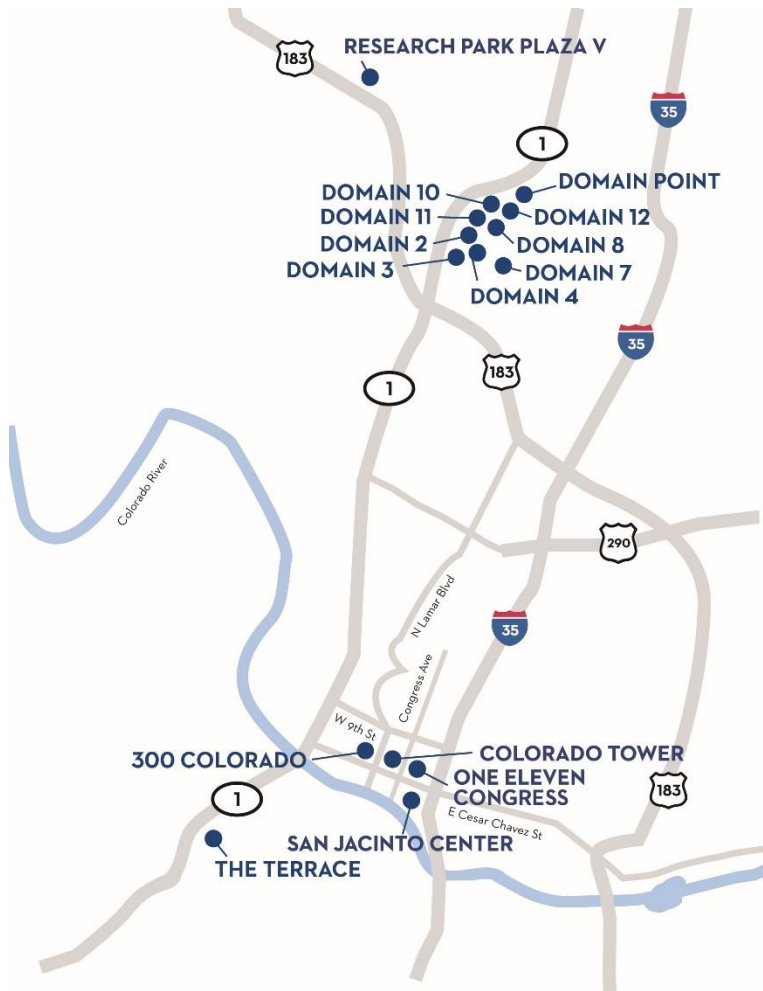 RESEARCH PARK PLAZA V
183
35
1
DOMAIN POINT
DOMAIN 10
DOMAIN 11
DOMAIN 12
DOMAIN 2
DOMAIN 8
DOMAIN 3
DOMAIN 7
DOMAIN 4
35
183
1
Colorado River
290
N Lamar Blvd
35
Congress Ave
W 9th St
300 COLORADO
COLORADO TOWER
ONE ELEVEN
CONGRESS
1
183
E Cesar Chavez St
SAN JACINTO CENTER
THE TERRACE